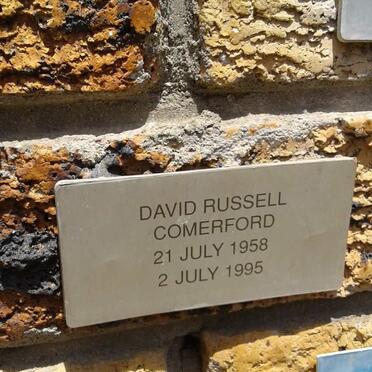 DAVID RUSSELL
COMERFORD
21 JULY 1958
2 JULY 1995